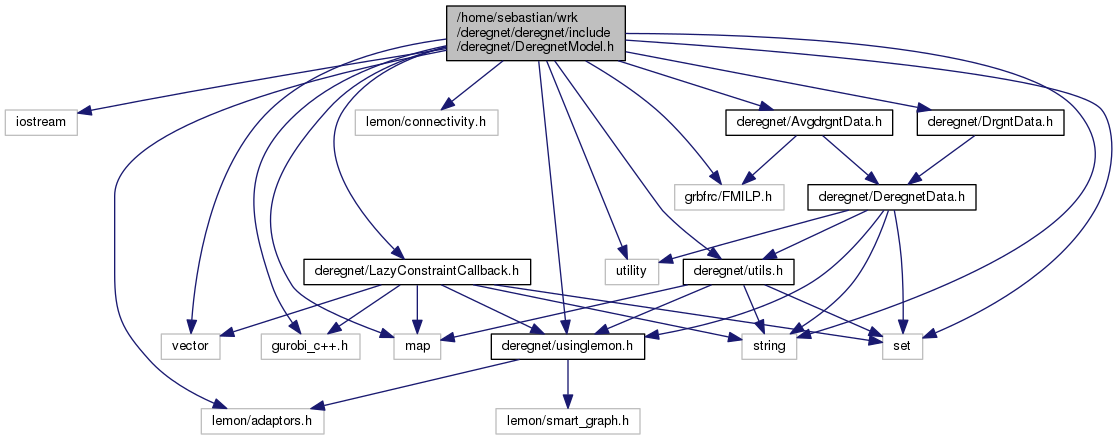 /home/sebastian/wrk
/deregnet/deregnet/include
/deregnet/DeregnetModel.h
iostream
lemon/connectivity.h
deregnet/AvgdrgntData.h
deregnet/DrgntData.h
grbfrc/FMILP.h
deregnet/DeregnetData.h
deregnet/LazyConstraintCallback.h
utility
deregnet/utils.h
vector
gurobi_c++.h
map
deregnet/usinglemon.h
string
set
lemon/adaptors.h
lemon/smart_graph.h